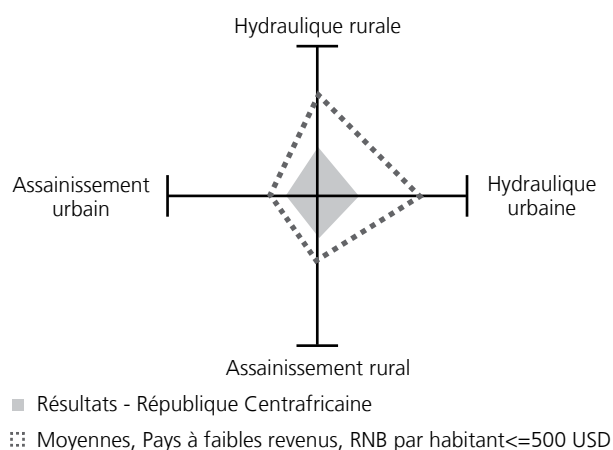 Hydraulique rurale
Assainissement
urbain
Hydraulique
urbaine
Assainissement rural
Résultats - République Centrafricaine
Moyennes, Pays à faibles revenus, RNB par habitant<=500 USD